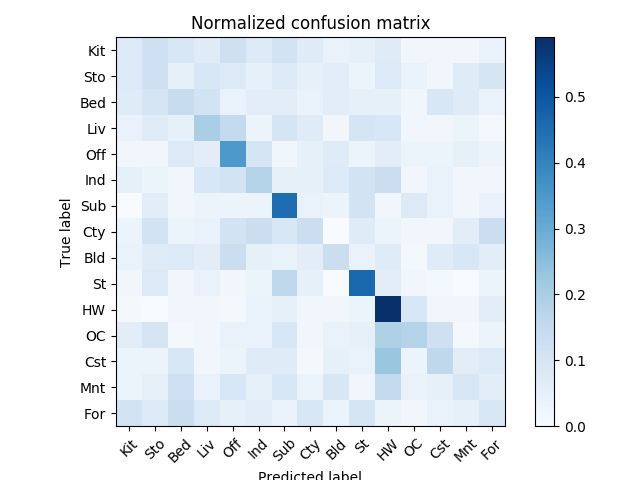 Normalized confusion matrix
True label
Kit
Sto
Bed
Liv
Off
Ind
Sub
Cty
Bld
St
HW
OC
Cst
Mnt
For
Kit Sto Bed Liv Off Ind Sub Cty Bld St HW OC Cst Mnt For
Predicted label
0.5
0.4
0.3
0.2
0.1
0.0